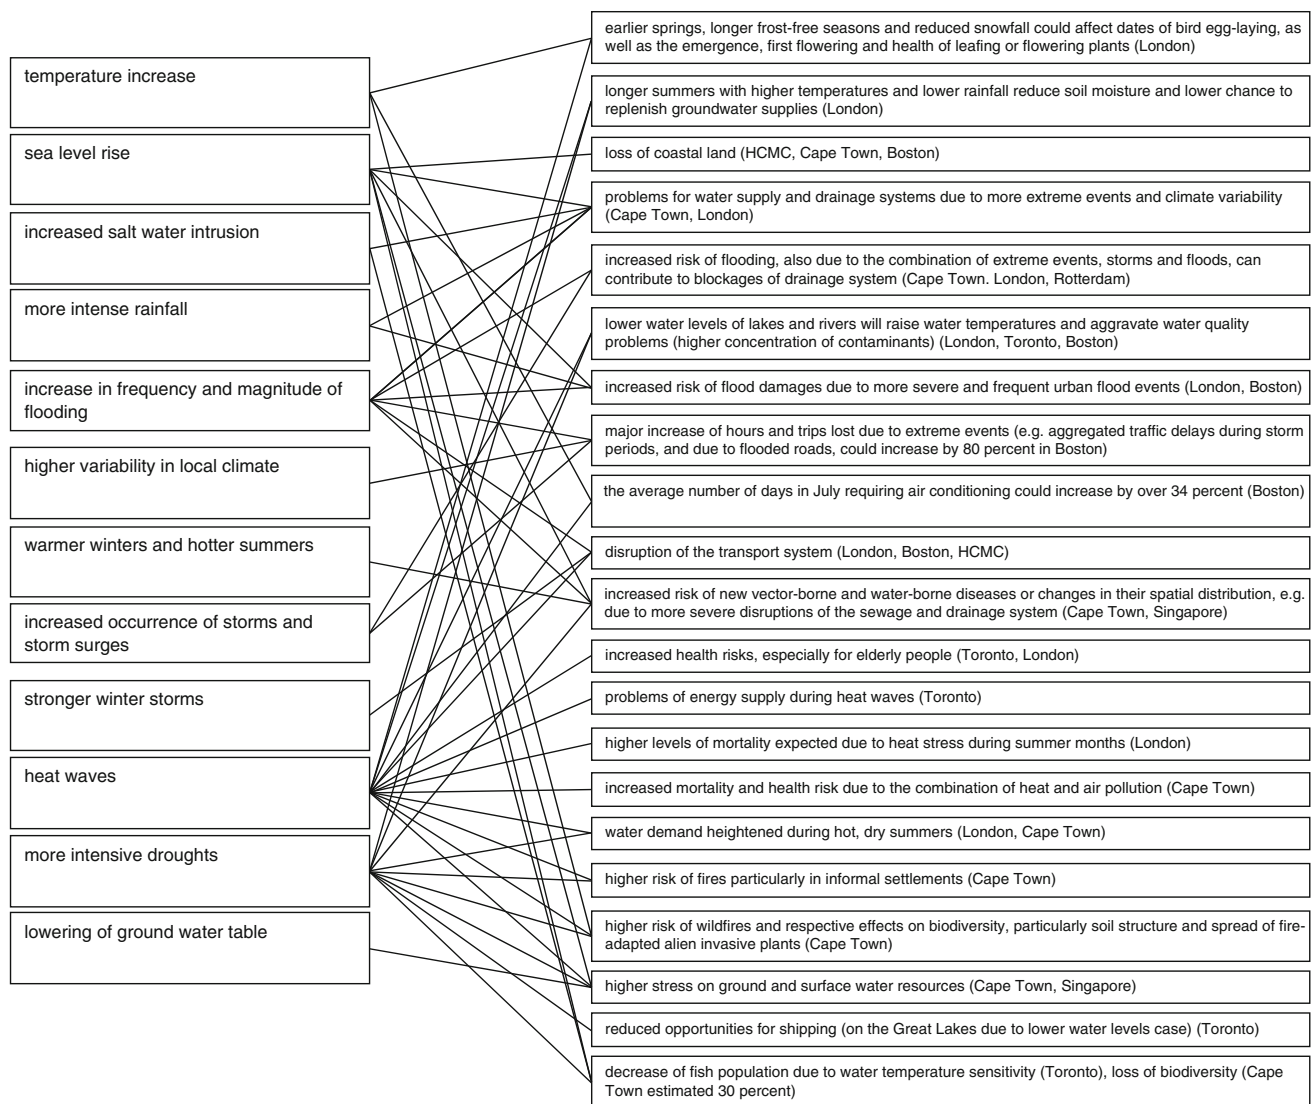 temperature increase
sea level rise
increased salt water intrusion
more intense rainfall
increase in frequency and magnitude of
flooding
higher variability in local climate
warmer winters and hotter summers
increased occurrence of storms and
storm surges
stronger winter storms
heat waves
more intensive droughts
lowering of ground water table
earlier springs, longer frost-free seasons and reduced snowfall could affect dates of bird egg-laying, as
well as the emergence, first flowering and health of leafing or flowering plants (London)
longer summers with higher temperatures and lower rainfall reduce soil moisture and lower chance to
replenish groundwater supplies (London)
loss of coastal land (HCMC, Cape Town, Boston)
problems for water supply and drainage systems due to more extreme events and climate variability
(Cape Town, London)
increased risk of flooding, also due to the combination of extreme events, storms and floods, can
contribute to blockages of drainage system (Cape Town. London, Rotterdam)
lower water levels of lakes and rivers will raise water temperatures and aggravate water quality
problems (higher concentration of contaminants) (London, Toronto, Boston)
increased risk of flood damages due to more severe and frequent urban flood events (London, Boston)
major increase of hours and trips lost due to extreme events (e.g. aggregated traffic delays during storm
periods, and due to flooded roads, could increase by 80 percent in Boston)
the average number of days in July requiring air conditioning could increase by over 34 percent (Boston)
disruption of the transport system (London, Boston, HCMC)
increased risk of new vector-borne and water-borne diseases or changes in their spatial distribution, e.g.
due to more severe disruptions of the sewage and drainage system (Cape Town, Singapore)
increased health risks, especially for elderly people (Toronto, London)
problems of energy supply during heat waves (Toronto)
higher levels of mortality expected due to heat stress during summer months (London)
increased mortality and health risk due to the combination of heat and air pollution (Cape Town)
water demand heightened during hot, dry summers (London, Cape Town)
higher risk of fires particularly in informal settlements (Cape Town)
higher risk of wildfires and respective effects on biodiversity, particularly soil structure and spread of fire-
adapted alien invasive plants (Cape Town)
higher stress on ground and surface water resources (Cape Town, Singapore)
reduced opportunities for shipping (on the Great Lakes due to lower water levels case) (Toronto)
decrease of fish population due to water temperature sensitivity (Toronto), loss of biodiversity (Cape
Town estimated 30 percent)